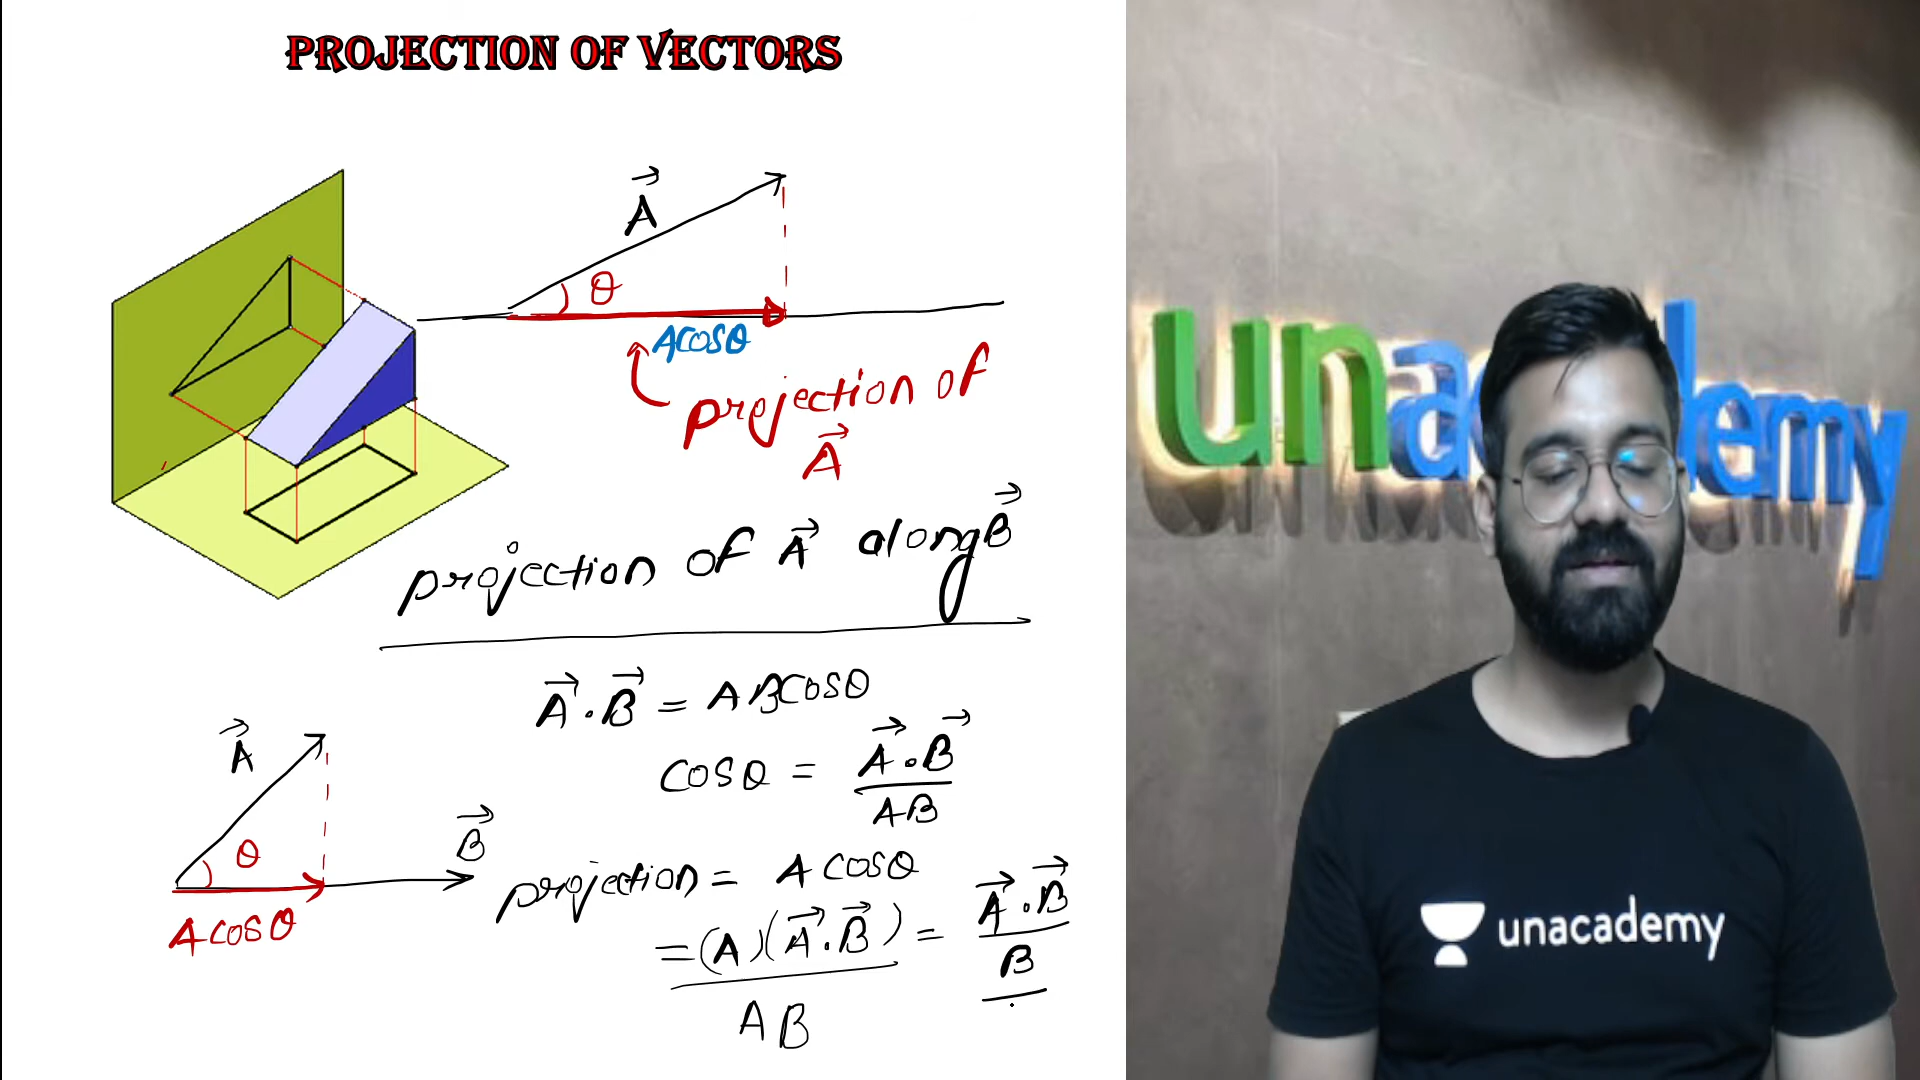 PROJECTION OF VECTORS
A⃗
θ
Acosθ
projection of
A⃗
projection of A⃗ along B⃗
A⃗ . B⃗ = ABcosθ
cosθ = A⃗ . B⃗ / AB
A⃗
θ
B⃗
Acosθ
projection = A cosθ
= (A)(A⃗ . B⃗) / AB = A⃗ . B⃗ / B
unacademy
unacademy